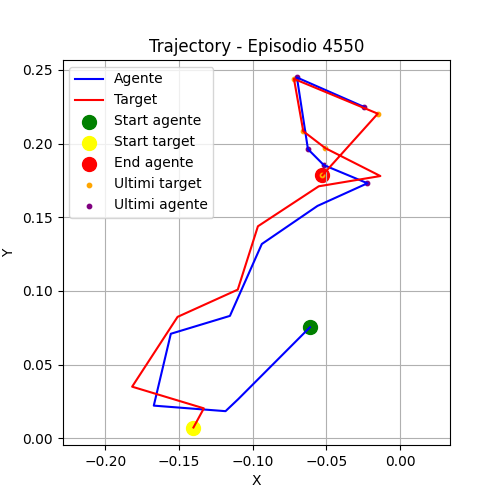 Trajectory - Episodio 4550
Agente
Target
Start agente
Start target
End agente
Ultimi target
Ultimi agente
0.25
0.20
0.15
0.10
0.05
0.00
Y
−0.20
−0.15
−0.10
−0.05
0.00
X